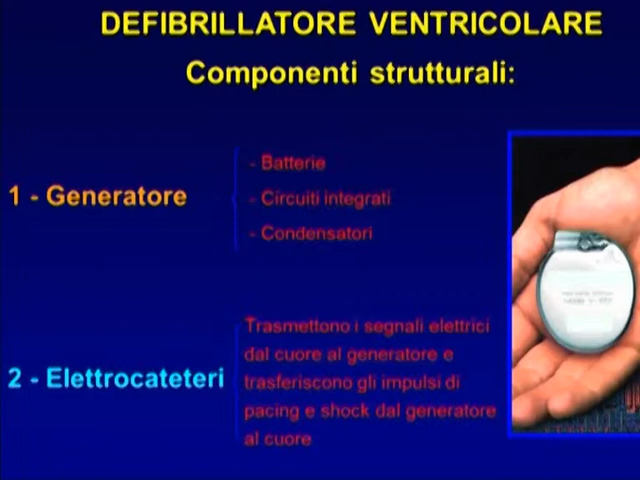 DEFIBRILLATORE VENTRICOLARE
Componenti strutturali:
1 - Generatore
- Batterie
- Circuiti integrati
- Condensatori
2 - Elettrocateteri
Trasmettono i segnali elettrici
dal cuore al generatore e
trasferiscono gli impulsi di
pacing e shock dal generatore
al cuore